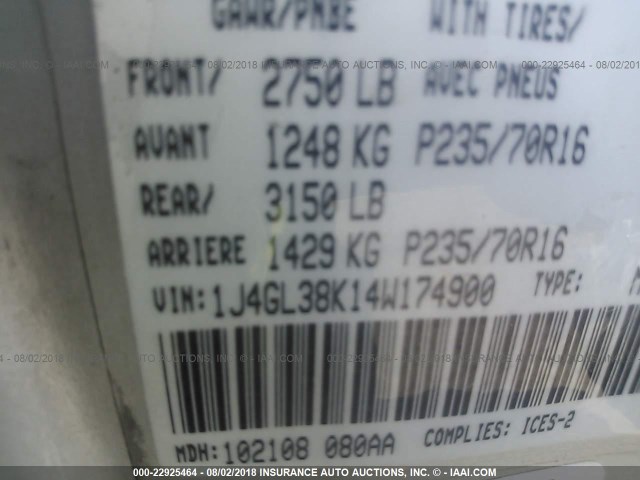 GAWR/PNBE WITH TIRES/
FRONT/ 2750 LB AVEC PNEUS
AVANT 1248 KG P235/70R16
REAR/ 3150 LB
ARRIERE 1429 KG P235/70R16
VIN: 1J4GL38K14W174900 TYPE:
MDH: 102108 080AA COMPLIES: ICES-2
000-22925464 - 08/02/2018 INSURANCE AUTO AUCTIONS, INC. - © IAAI.COM